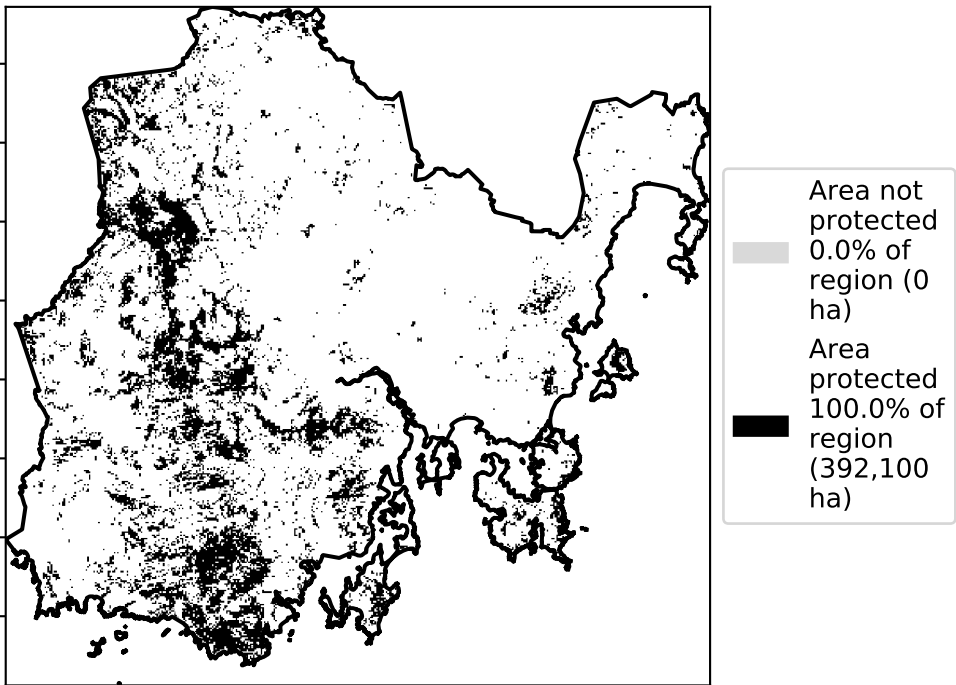 Area not
protected
0.0% of
region (0
ha)
Area
protected
100.0% of
region
(392,100
ha)